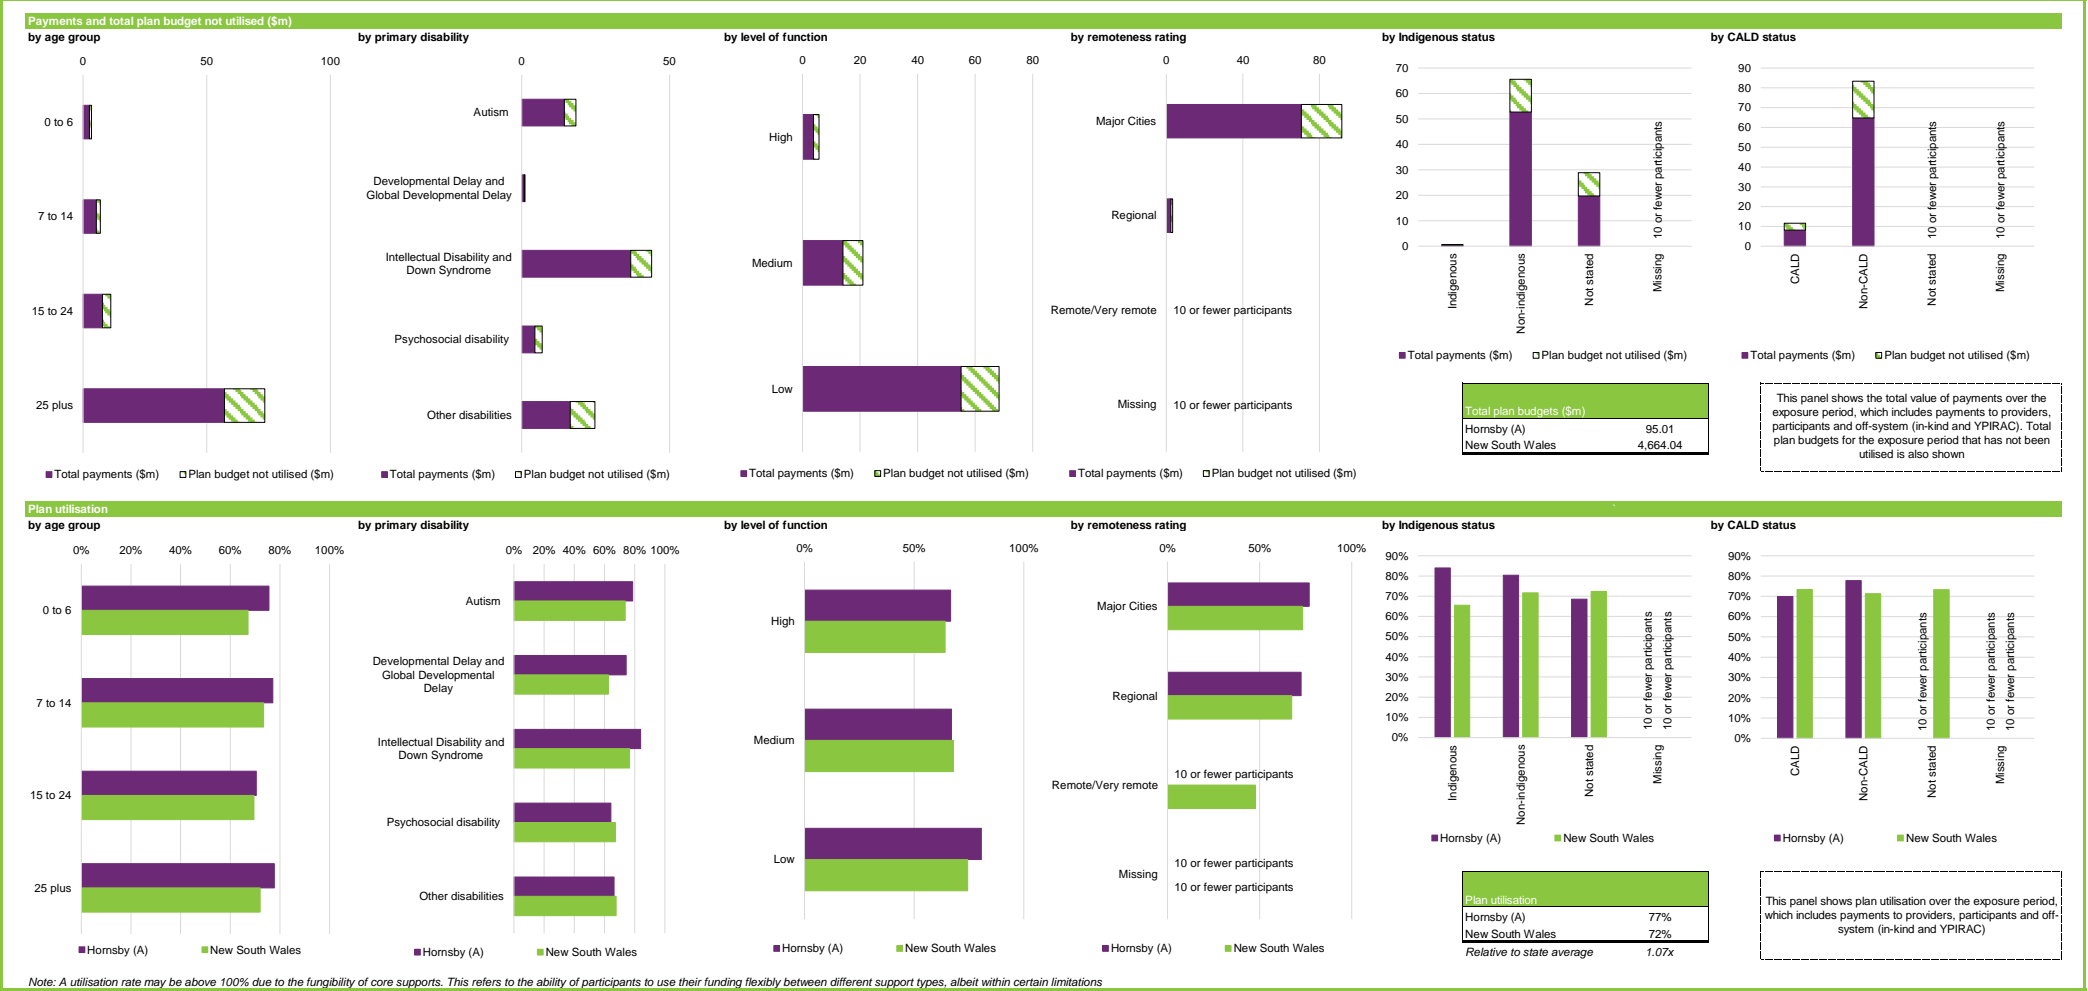 Payments and total plan budget not utilised ($m)
by age group
0 50 100
0 to 6
7 to 14
15 to 24
25 plus
Total payments ($m) Plan budget not utilised ($m)
by primary disability
0 50
Autism
Developmental Delay and
Global Developmental Delay
Intellectual Disability and
Down Syndrome
Psychosocial disability
Other disabilities
Total payments ($m) Plan budget not utilised ($m)
by level of function
0 20 40 60 80
High
Medium
Low
Total payments ($m) Plan budget not utilised ($m)
by remoteness rating
0 40 80
Major Cities
Regional
Remote/Very remote 10 or fewer participants
Missing 10 or fewer participants
Total payments ($m) Plan budget not utilised ($m)
by Indigenous status
70
60
50
40
30
20
10
0
10 or fewer participants
Indigenous
Non-indigenous
Not stated
Missing
Total payments ($m) Plan budget not utilised ($m)
by CALD status
90
80
70
60
50
40
30
20
10
0
10 or fewer participants
10 or fewer participants
CALD
Non-CALD
Not stated
Missing
Total payments ($m) Plan budget not utilised ($m)
Total plan budgets ($m)
Hornsby (A) 95.01
New South Wales 4,664.04
This panel shows the total value of payments over the
exposure period, which includes payments to providers,
participants and off-system (in-kind and YPIRAC). Total
plan budgets for the exposure period that has not been
utilised is also shown
Plan utilisation
by age group
0% 20% 40% 60% 80% 100%
0 to 6
7 to 14
15 to 24
25 plus
Hornsby (A) New South Wales
by primary disability
0% 20% 40% 60% 80% 100%
Autism
Developmental Delay and
Global Developmental
Delay
Intellectual Disability and
Down Syndrome
Psychosocial disability
Other disabilities
Hornsby (A) New South Wales
by level of function
0% 50% 100%
High
Medium
Low
Hornsby (A) New South Wales
by remoteness rating
0% 50% 100%
Major Cities
Regional
10 or fewer participants
Remote/Very remote
10 or fewer participants
Missing
10 or fewer participants
Hornsby (A) New South Wales
by Indigenous status
90%
80%
70%
60%
50%
40%
30%
20%
10%
0%
10 or fewer participants
10 or fewer participants
Indigenous
Non-indigenous
Not stated
Missing
Hornsby (A) New South Wales
by CALD status
90%
80%
70%
60%
50%
40%
30%
20%
10%
0%
10 or fewer participants
10 or fewer participants
10 or fewer participants
CALD
Non-CALD
Not stated
Missing
Hornsby (A) New South Wales
Plan utilisation
Hornsby (A) 77%
New South Wales 72%
Relative to state average 1.07x
This panel shows plan utilisation over the exposure period,
which includes payments to providers, participants and off-
system (in-kind and YPIRAC)
Note: A utilisation rate may be above 100% due to the fungibility of core supports. This refers to the ability of participants to use their funding flexibly between different support types, albeit within certain limitations